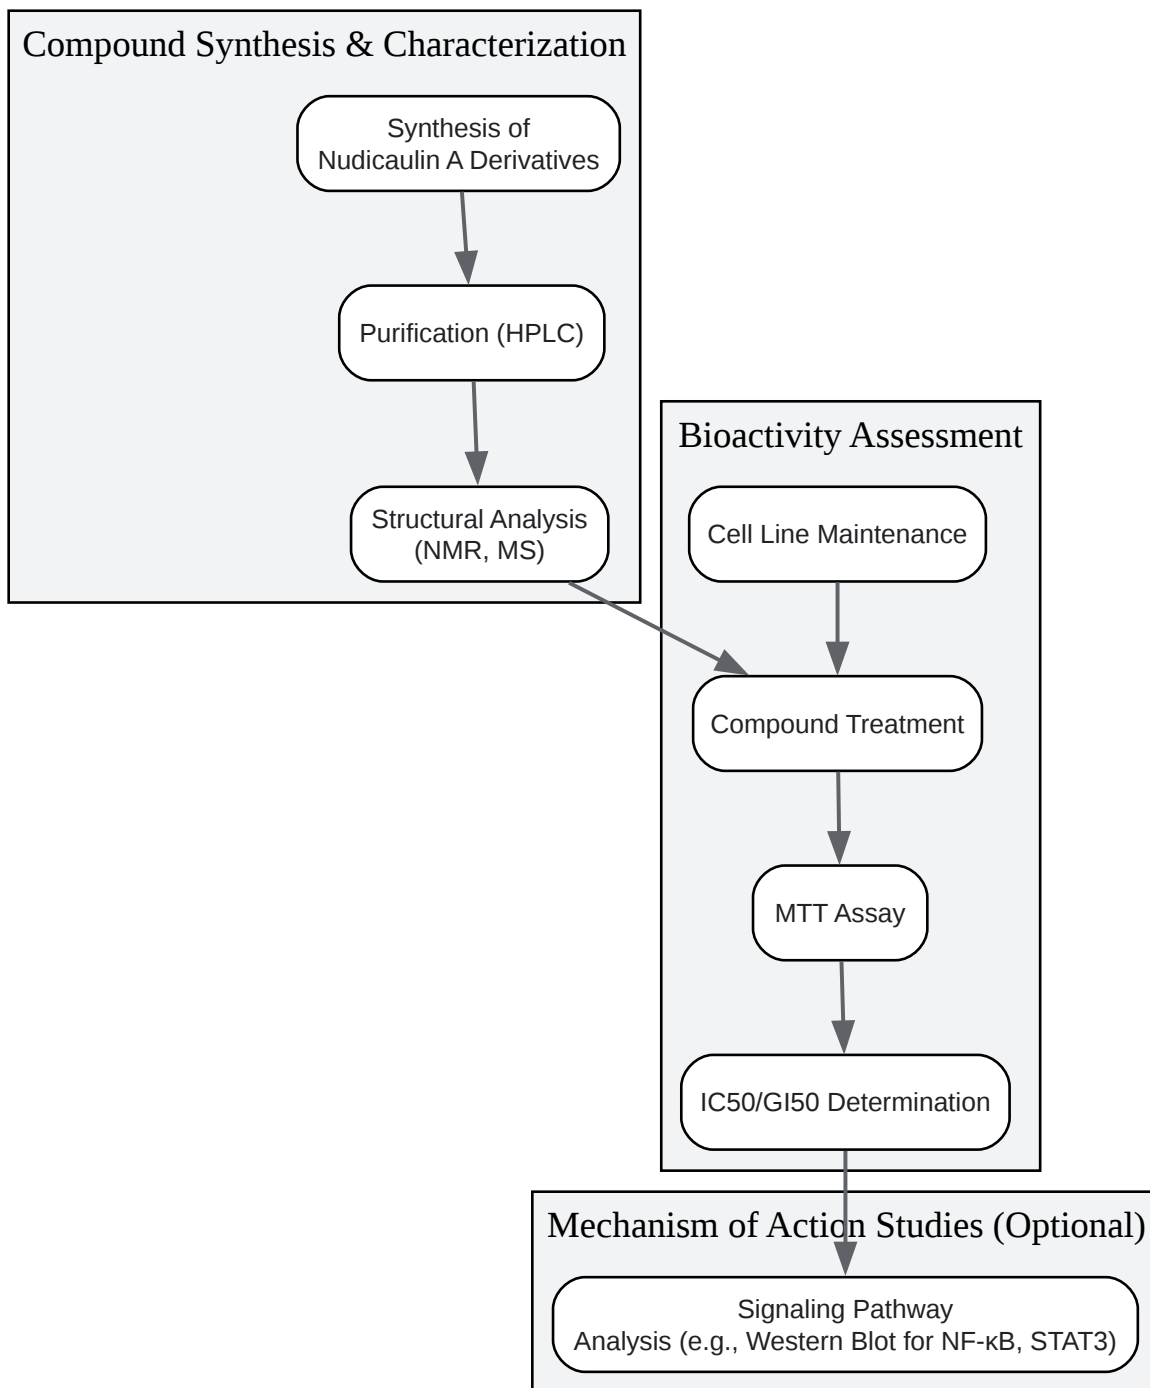 Compound Synthesis & Characterization
Synthesis of
Nudicaulin A Derivatives
Purification (HPLC)
Structural Analysis
(NMR, MS)
Bioactivity Assessment
Cell Line Maintenance
Compound Treatment
MTT Assay
IC50/GI50 Determination
Mechanism of Action Studies (Optional)
Signaling Pathway
Analysis (e.g., Western Blot for NF-κB, STAT3)